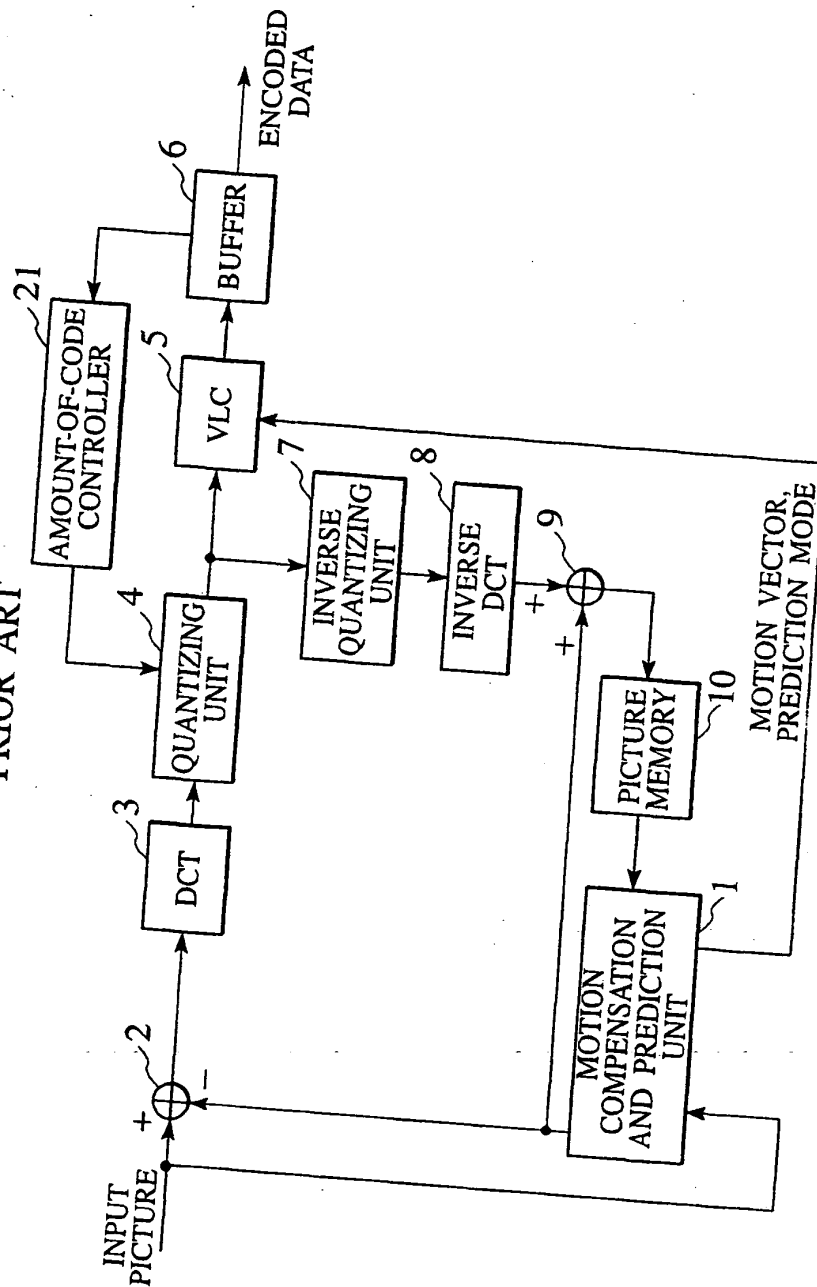 PRIOR ART
INPUT
PICTURE
+
2
−
DCT
3
QUANTIZING
UNIT
4
AMOUNT-OF-CODE
CONTROLLER
21
VLC
5
BUFFER
6
ENCODED
DATA
INVERSE
QUANTIZING
UNIT
7
INVERSE
DCT
8
+
+
9
PICTURE
MEMORY
10
MOTION
COMPENSATION
AND PREDICTION
UNIT
1
MOTION VECTOR,
PREDICTION MODE